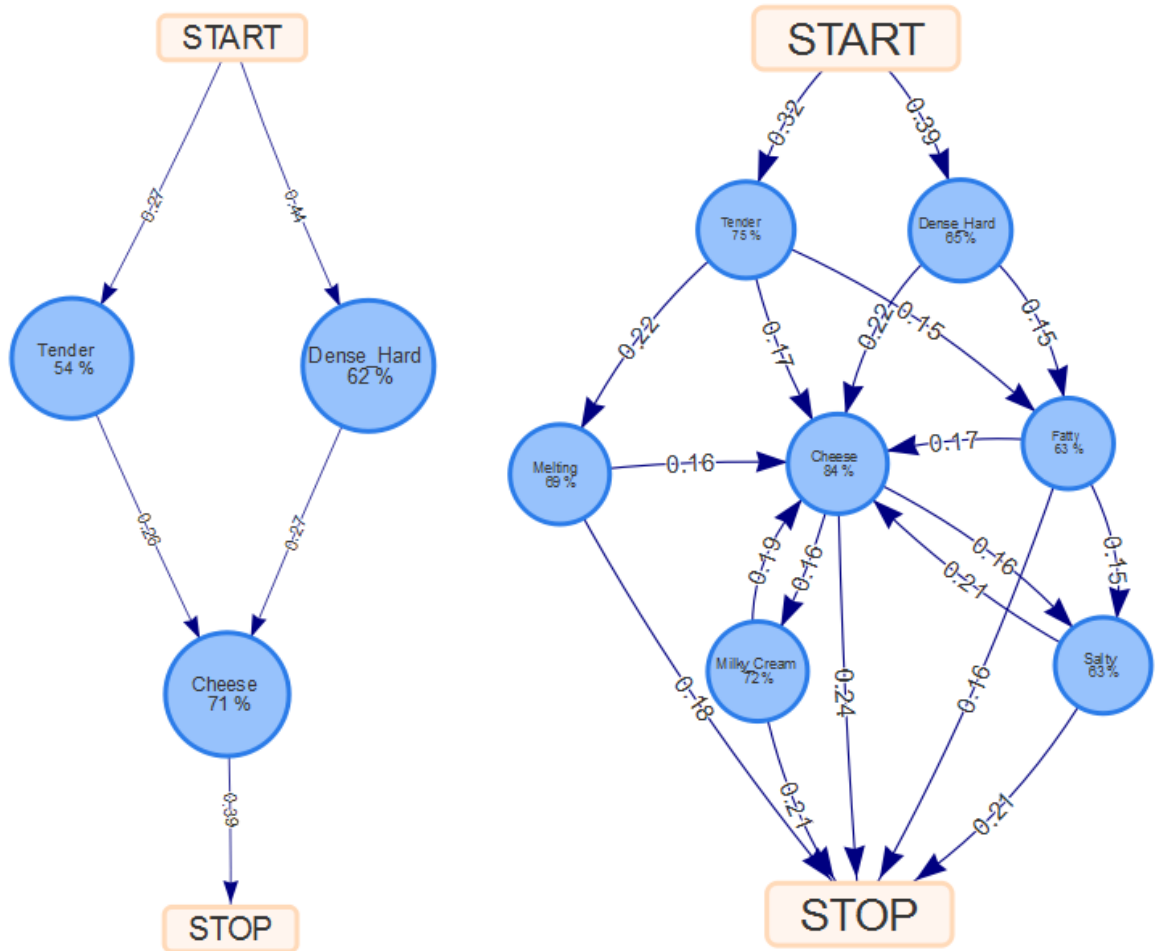 START
0.27
0.44
Tender
54 %
Dense_Hard
62 %
0.26
0.27
Cheese
71 %
0.39
STOP
START
0.32
0.39
Tender
75 %
Dense_Hard
65 %
0.22
0.17
0.22
0.15
0.15
Melting
69 %
0.16
Cheese
84 %
0.17
Fatty
63 %
0.19
0.16
0.16
0.21
0.15
Milky_Cream
72 %
Salty
63 %
0.18
0.24
0.16
0.21
0.21
STOP